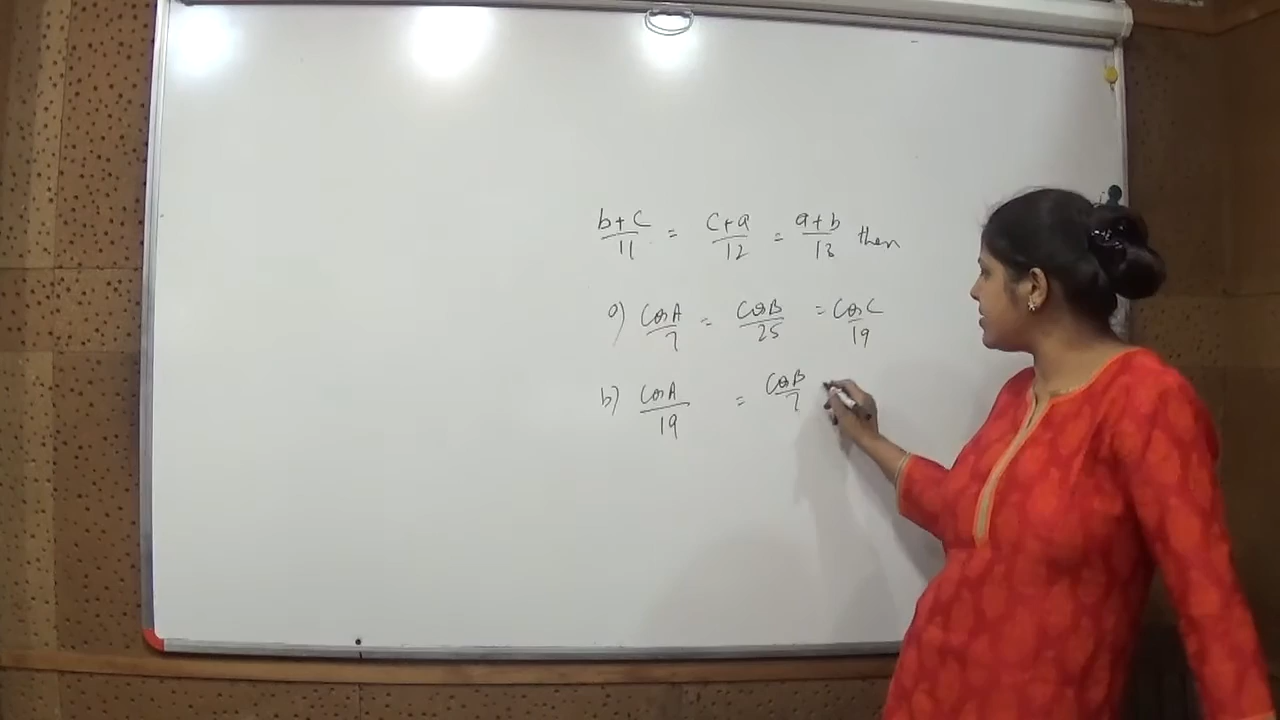 b+c/11 = c+a/12 = a+b/13 then
a) CosA/7 = CosB/25 = CosC/19
b) CosA/19 = CosB/7